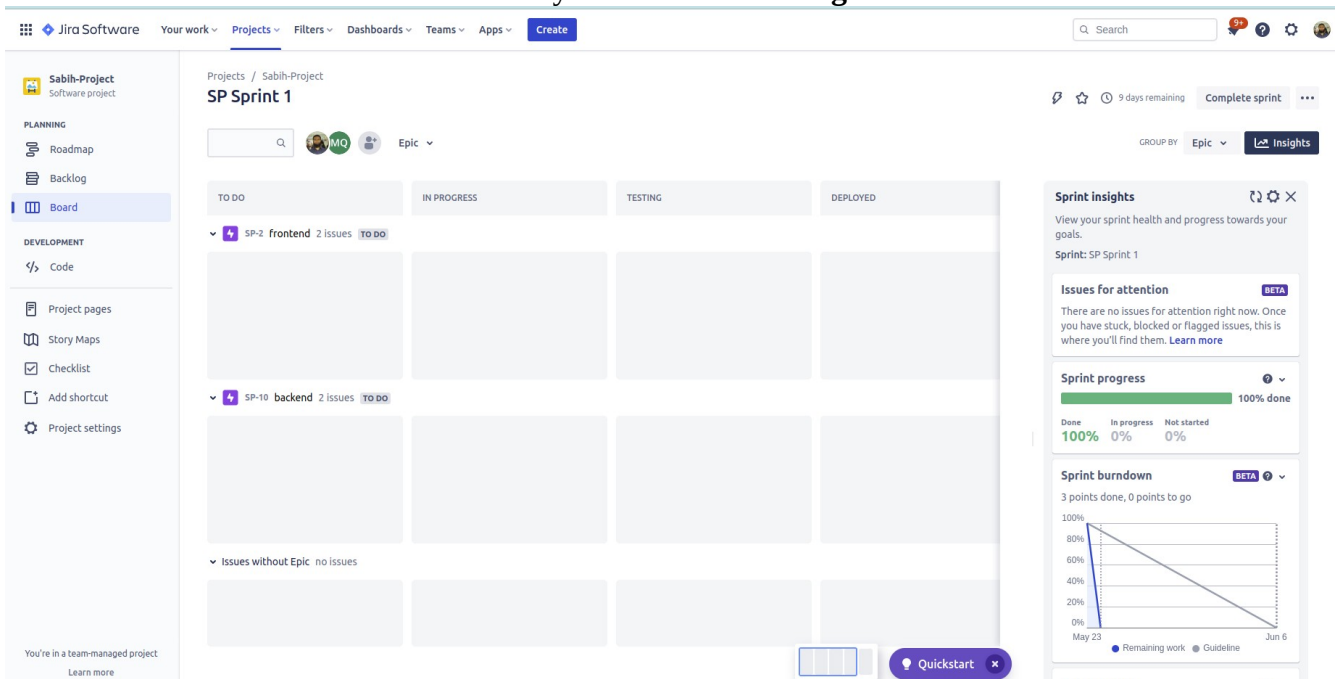 Jira Software Your work Projects Filters Dashboards Teams Apps Create Search 9+
Sabih-Project
Software project
PLANNING
Roadmap
Backlog
Board
DEVELOPMENT
Code
Project pages
Story Maps
Checklist
Add shortcut
Project settings
You're in a team-managed project
Learn more
Projects / Sabih-Project
SP Sprint 1
9 days remaining Complete sprint
MQ Epic
GROUP BY Epic Insights
TO DO IN PROGRESS TESTING DEPLOYED
SP-2 frontend 2 issues TO DO
SP-10 backend 2 issues TO DO
Issues without Epic no issues
Quickstart
Sprint insights
View your sprint health and progress towards your
goals.
Sprint: SP Sprint 1
Issues for attention BETA
There are no issues for attention right now. Once
you have stuck, blocked or flagged issues, this is
where you'll find them. Learn more
Sprint progress
100% done
Done In progress Not started
100% 0% 0%
Sprint burndown BETA
3 points done, 0 points to go
100%
80%
60%
40%
20%
0%
May 23 Jun 6
Remaining work Guideline